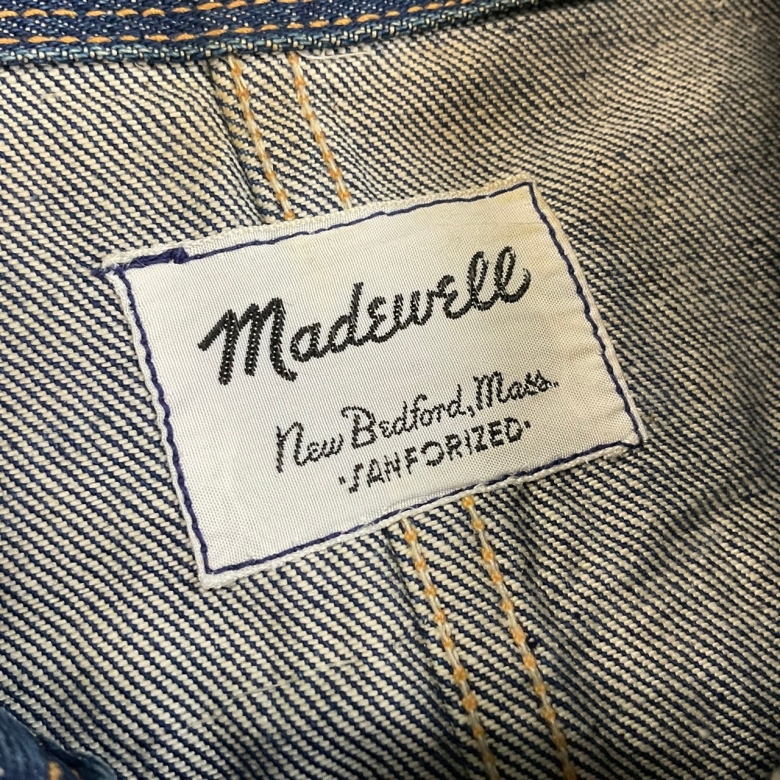 Madewell
New Bedford, Mass.
·SANFORIZED·